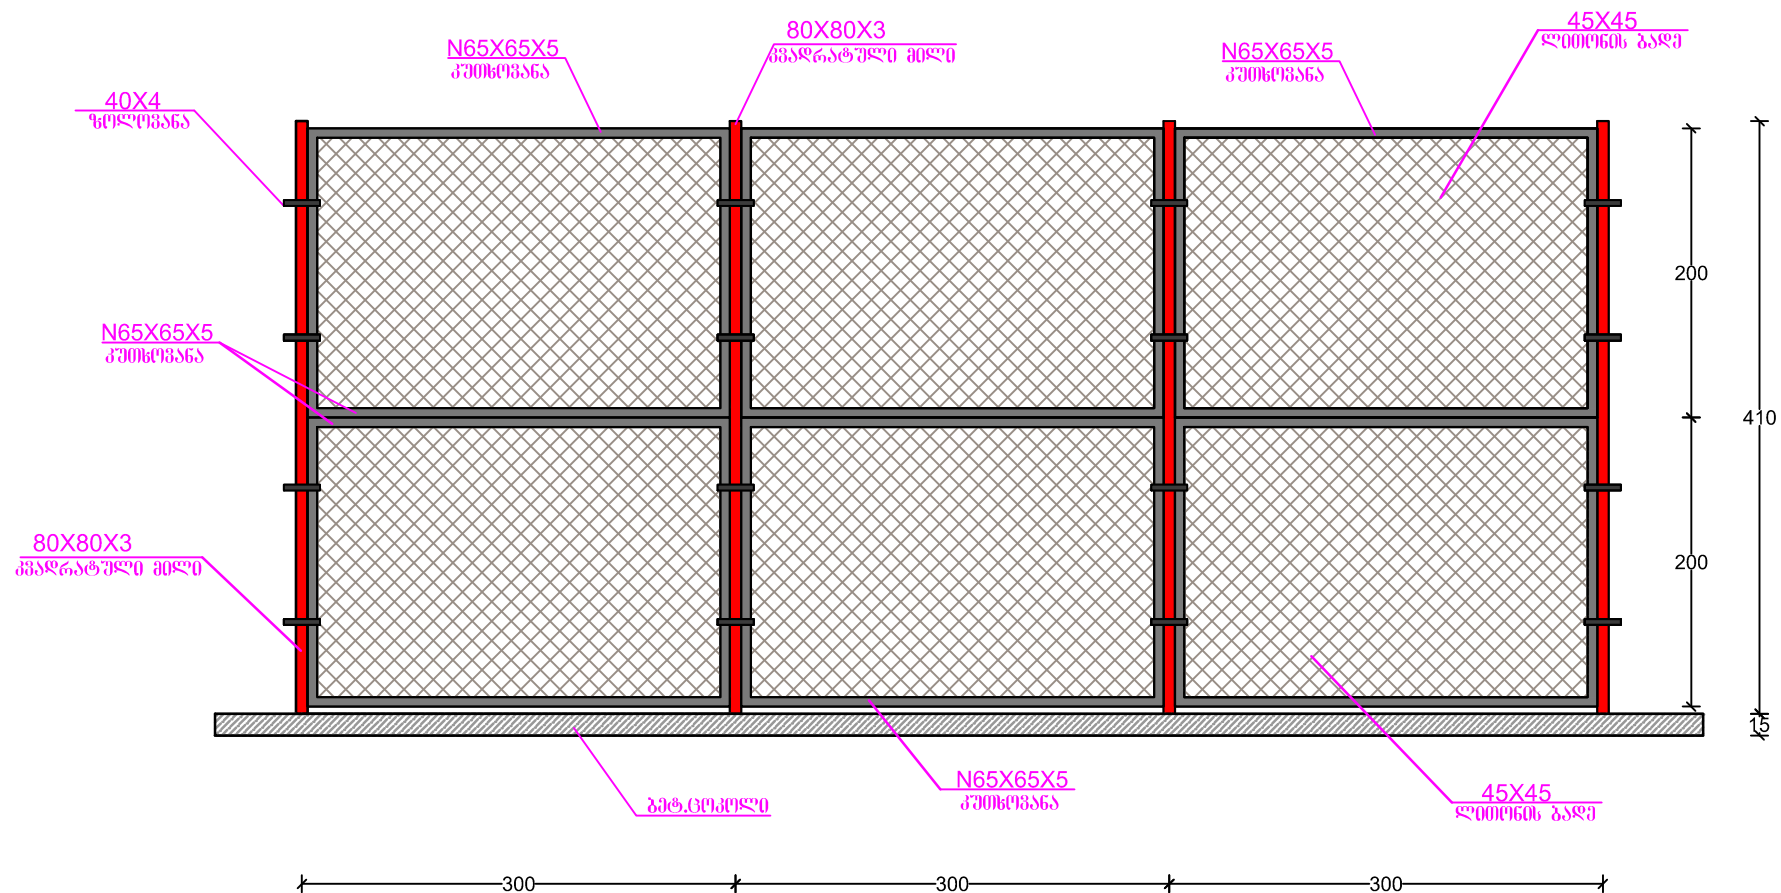 45X45
ლითონის ბადე
80X80X3
კვადრატული მილი
N65X65X5
კუთხოვანა
N65X65X5
კუთხოვანა
40X4
ზოლოვანა
200
N65X65X5
კუთხოვანა
410
80X80X3
კვადრატული მილი
200
15
N65X65X5
კუთხოვანა
45X45
ლითონის ბადე
ბეტ.ცოკოლი
300
300
300